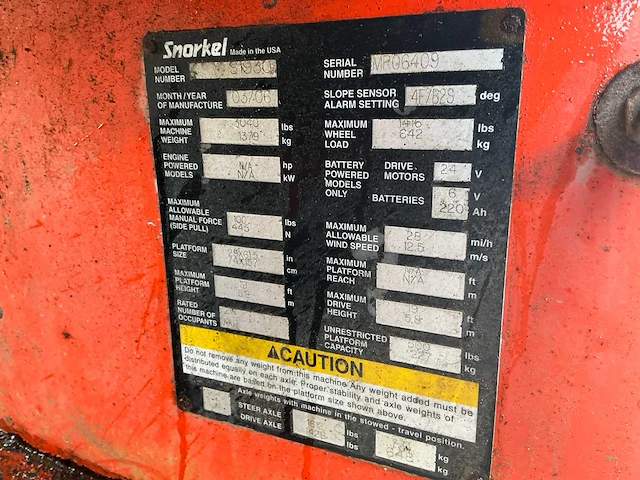 Snorkel Made in the USA
MODEL NUMBER S1930
MONTH/YEAR OF MANUFACTURE 03/06
MAXIMUM MACHINE WEIGHT 3040 lbs
1379 kg
ENGINE POWERED MODELS N/A hp
N/A kW
MAXIMUM ALLOWABLE MANUAL FORCE (SIDE PULL) 100 lbs
445 N
PLATFORM SIZE in
cm
MAXIMUM PLATFORM HEIGHT ft
m
RATED NUMBER OF OCCUPANTS
SERIAL NUMBER MRQ6409
SLOPE SENSOR ALARM SETTING deg
MAXIMUM WHEEL LOAD 1416 lbs
642 kg
BATTERY POWERED MODELS ONLY
DRIVE MOTORS 24 V
BATTERIES 6 V
220 Ah
MAXIMUM ALLOWABLE WIND SPEED 28 mi/h
12.5 m/s
MAXIMUM PLATFORM REACH N/A ft
N/A m
MAXIMUM DRIVE HEIGHT 19 ft
5.8 m
UNRESTRICTED PLATFORM CAPACITY lbs
kg
CAUTION
Do not remove any weight from this machine. Any weight added must be
distributed equally on each axle. Proper stability and axle weights of
this machine are based on the platform size shown above.
Axle weights with machine in the stowed - travel position.
STEER AXLE lbs kg
DRIVE AXLE lbs kg